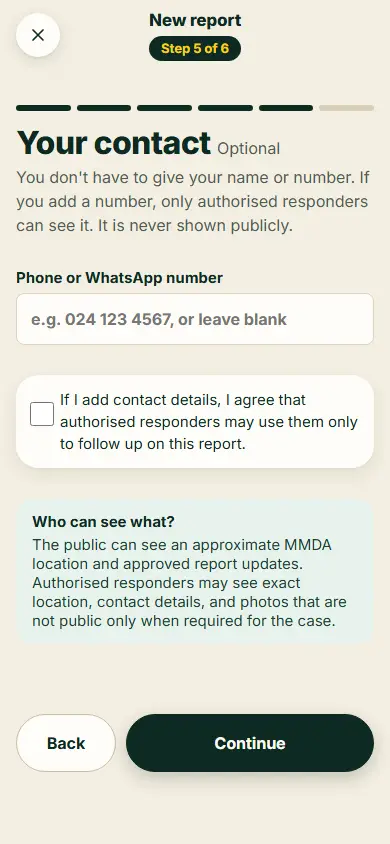 New report
Step 5 of 6
Your contact Optional
You don't have to give your name or number. If
you add a number, only authorised responders
can see it. It is never shown publicly.
Phone or WhatsApp number
e.g. 024 123 4567, or leave blank
If I add contact details, I agree that
authorised responders may use them only
to follow up on this report.
Who can see what?
The public can see an approximate MMDA
location and approved report updates.
Authorised responders may see exact
location, contact details, and photos that are
not public only when required for the case.
Back
Continue